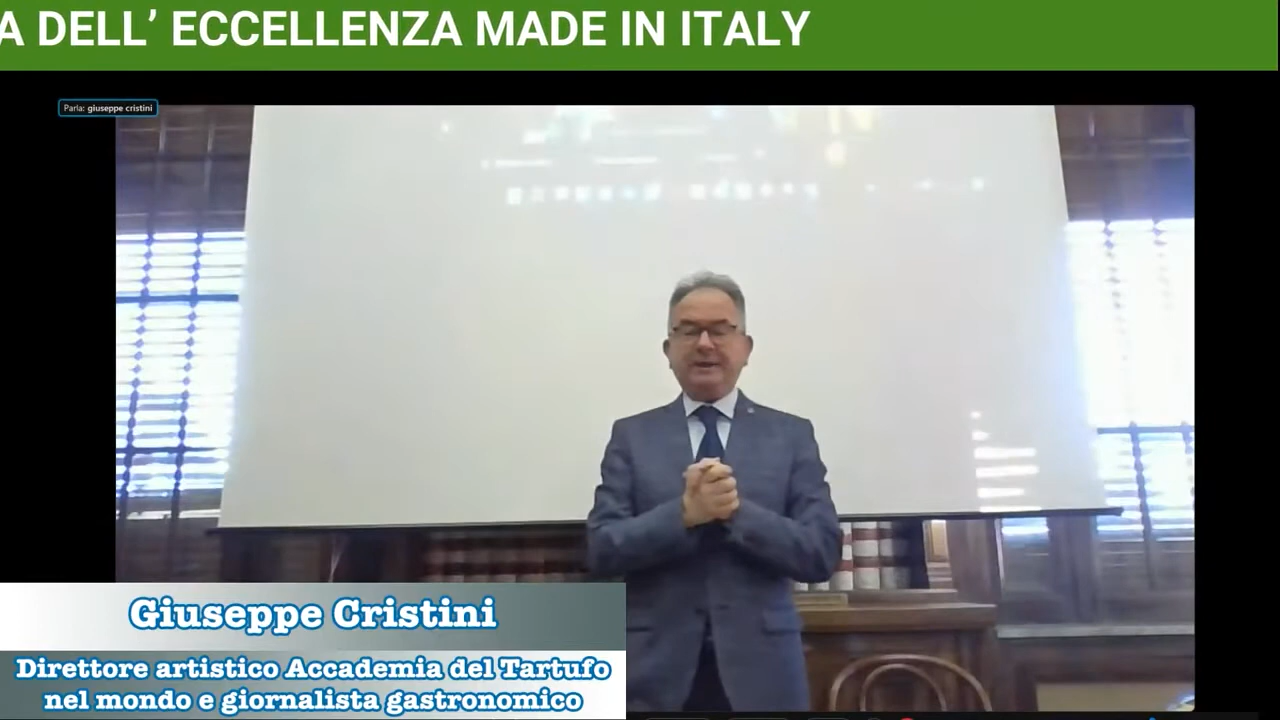 A DELL’ ECCELLENZA MADE IN ITALY
Parla: giuseppe cristini
Giuseppe Cristini
Direttore artistico Accademia del Tartufo
nel mondo e giornalista gastronomico